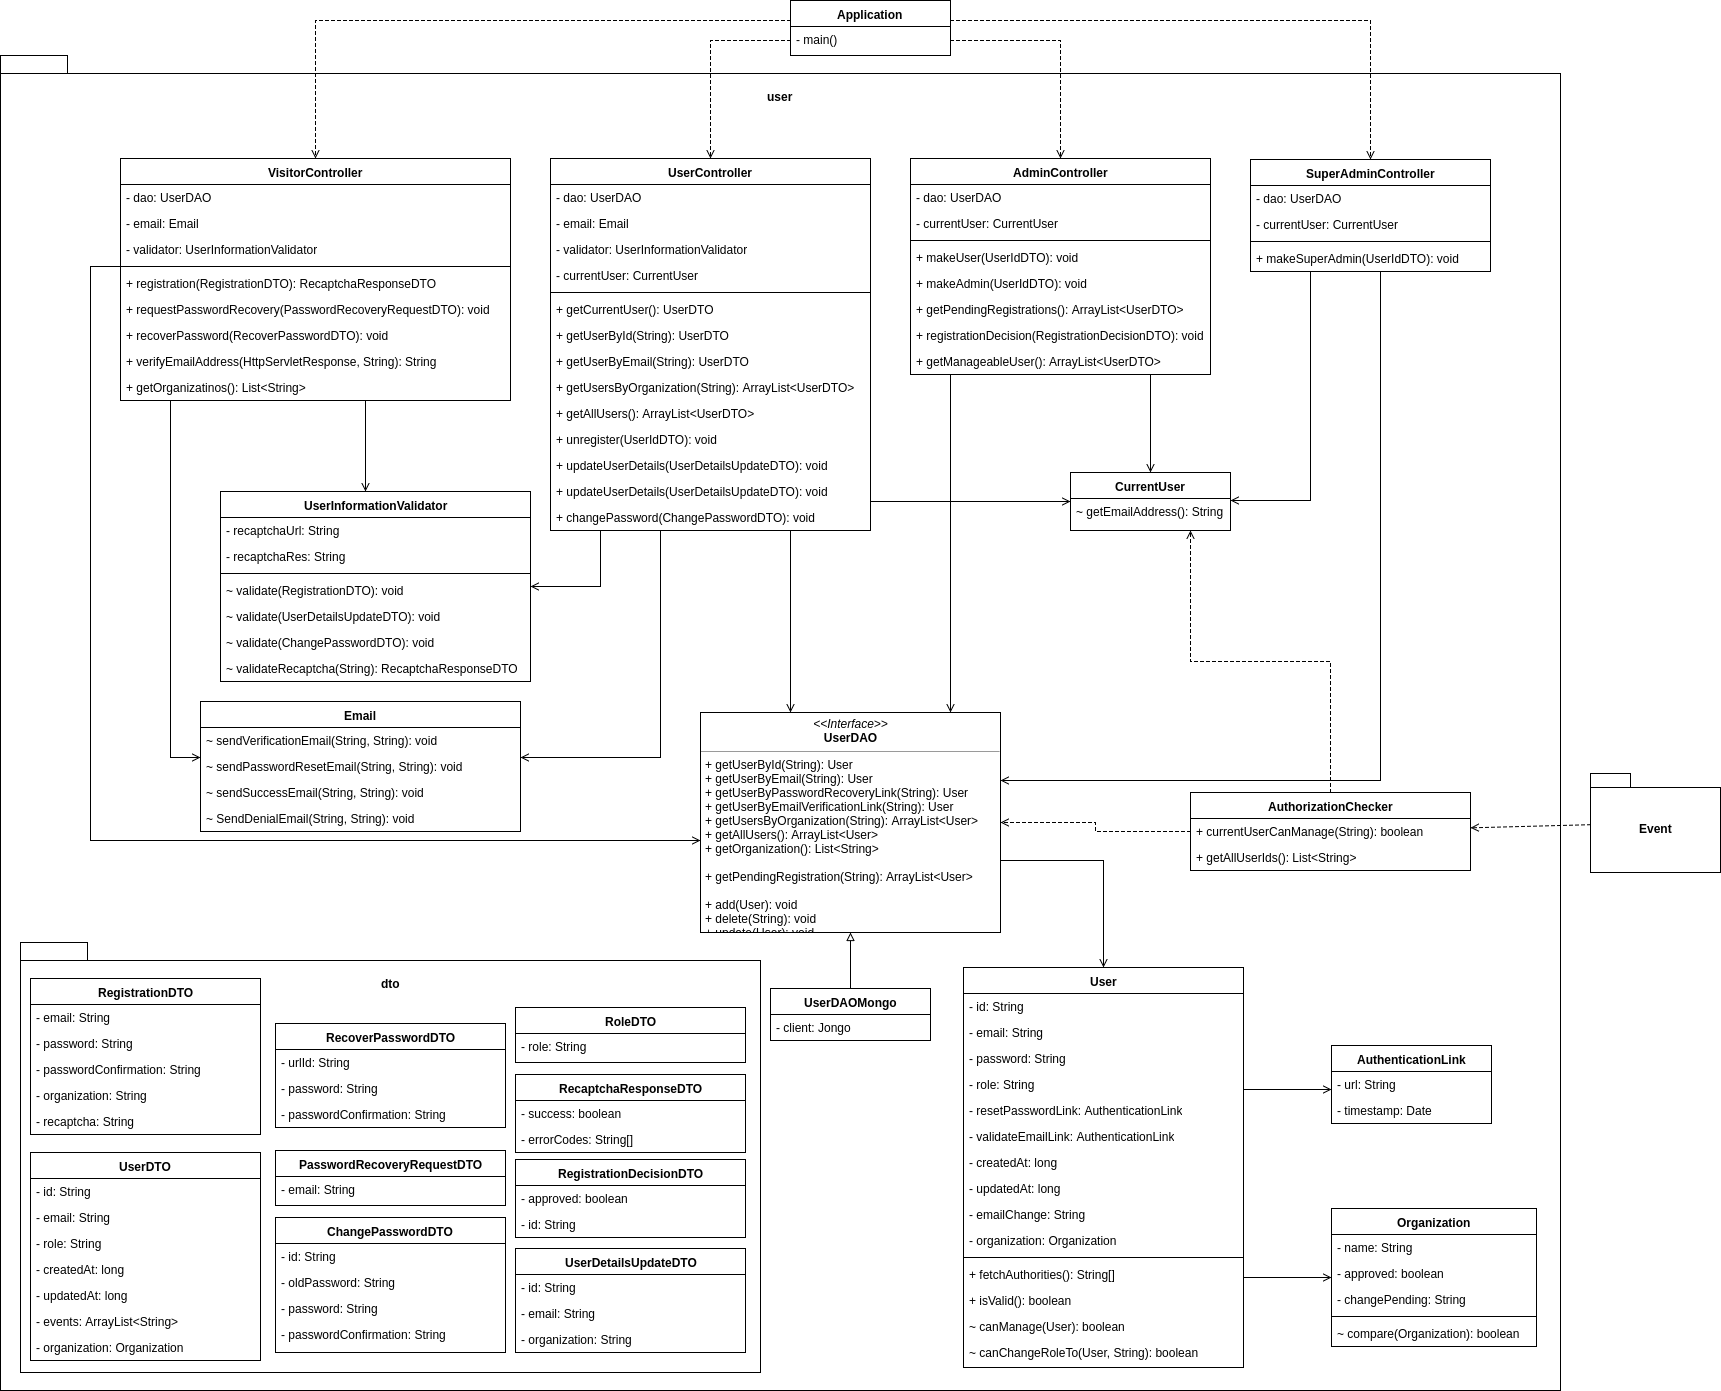 Application
- main()
user
VisitorController
- dao: UserDAO
- email: Email
- validator: UserInformationValidator
+ registration(RegistrationDTO): RecaptchaResponseDTO
+ requestPasswordRecovery(PasswordRecoveryRequestDTO): void
+ recoverPassword(RecoverPasswordDTO): void
+ verifyEmailAddress(HttpServletResponse, String): String
+ getOrganizatinos(): List<String>
UserController
- dao: UserDAO
- email: Email
- validator: UserInformationValidator
- currentUser: CurrentUser
+ getCurrentUser(): UserDTO
+ getUserById(String): UserDTO
+ getUserByEmail(String): UserDTO
+ getUsersByOrganization(String): ArrayList<UserDTO>
+ getAllUsers(): ArrayList<UserDTO>
+ unregister(UserIdDTO): void
+ updateUserDetails(UserDetailsUpdateDTO): void
+ updateUserDetails(UserDetailsUpdateDTO): void
+ changePassword(ChangePasswordDTO): void
AdminController
- dao: UserDAO
- currentUser: CurrentUser
+ makeUser(UserIdDTO): void
+ makeAdmin(UserIdDTO): void
+ getPendingRegistrations(): ArrayList<UserDTO>
+ registrationDecision(RegistrationDecisionDTO): void
+ getManageableUser(): ArrayList<UserDTO>
SuperAdminController
- dao: UserDAO
- currentUser: CurrentUser
+ makeSuperAdmin(UserIdDTO): void
UserInformationValidator
- recaptchaUrl: String
- recaptchaRes: String
~ validate(RegistrationDTO): void
~ validate(UserDetailsUpdateDTO): void
~ validate(ChangePasswordDTO): void
~ validateRecaptcha(String): RecaptchaResponseDTO
CurrentUser
~ getEmailAddress(): String
Email
~ sendVerificationEmail(String, String): void
~ sendPasswordResetEmail(String, String): void
~ sendSuccessEmail(String, String): void
~ SendDenialEmail(String, String): void
<<Interface>>
UserDAO
+ getUserById(String): User
+ getUserByEmail(String): User
+ getUserByPasswordRecoveryLink(String): User
+ getUserByEmailVerificationLink(String): User
+ getUsersByOrganization(String): ArrayList<User>
+ getAllUsers(): ArrayList<User>
+ getOrganization(): List<String>
+ getPendingRegistration(String): ArrayList<User>
+ add(User): void
+ delete(String): void
+ update(User): void
AuthorizationChecker
+ currentUserCanManage(String): boolean
+ getAllUserIds(): List<String>
Event
dto
RegistrationDTO
- email: String
- password: String
- passwordConfirmation: String
- organization: String
- recaptcha: String
UserDTO
- id: String
- email: String
- role: String
- createdAt: long
- updatedAt: long
- events: ArrayList<String>
- organization: Organization
RecoverPasswordDTO
- urlId: String
- password: String
- passwordConfirmation: String
PasswordRecoveryRequestDTO
- email: String
ChangePasswordDTO
- id: String
- oldPassword: String
- password: String
- passwordConfirmation: String
RoleDTO
- role: String
RecaptchaResponseDTO
- success: boolean
- errorCodes: String[]
RegistrationDecisionDTO
- approved: boolean
- id: String
UserDetailsUpdateDTO
- id: String
- email: String
- organization: String
UserDAOMongo
- client: Jongo
User
- id: String
- email: String
- password: String
- role: String
- resetPasswordLink: AuthenticationLink
- validateEmailLink: AuthenticationLink
- createdAt: long
- updatedAt: long
- emailChange: String
- organization: Organization
+ fetchAuthorities(): String[]
+ isValid(): boolean
~ canManage(User): boolean
~ canChangeRoleTo(User, String): boolean
AuthenticationLink
- url: String
- timestamp: Date
Organization
- name: String
- approved: boolean
- changePending: String
~ compare(Organization): boolean